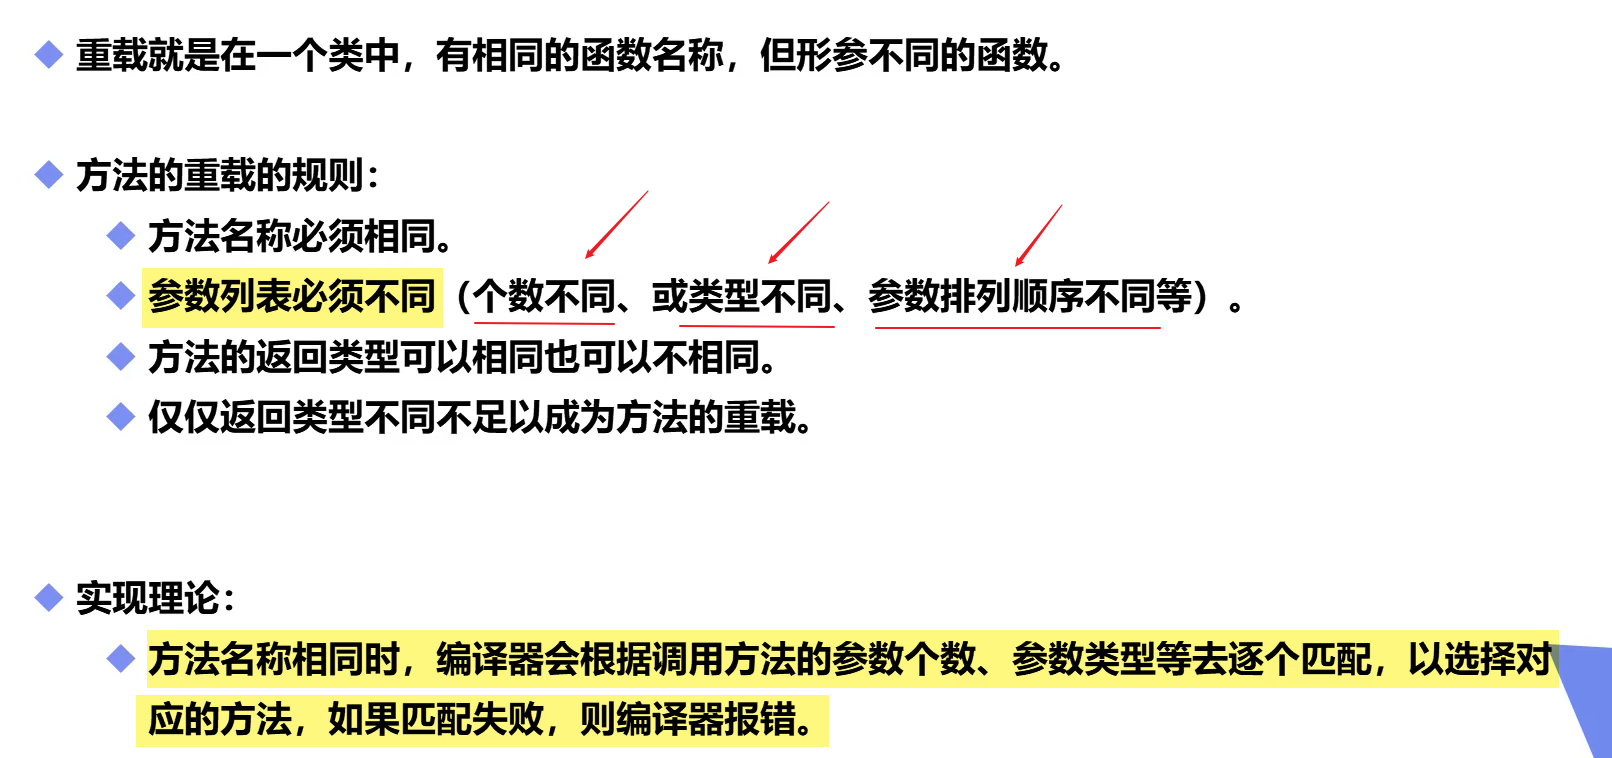 重载就是在一个类中，有相同的函数名称，但形参不同的函数。
方法的重载的规则：
方法名称必须相同。
参数列表必须不同（个数不同、或类型不同、参数排列顺序不同等）。
方法的返回类型可以相同也可以不相同。
仅仅返回类型不同不足以成为方法的重载。
实现理论：
方法名称相同时，编译器会根据调用方法的参数个数、参数类型等去逐个匹配，以选择对
应的方法，如果匹配失败，则编译器报错。